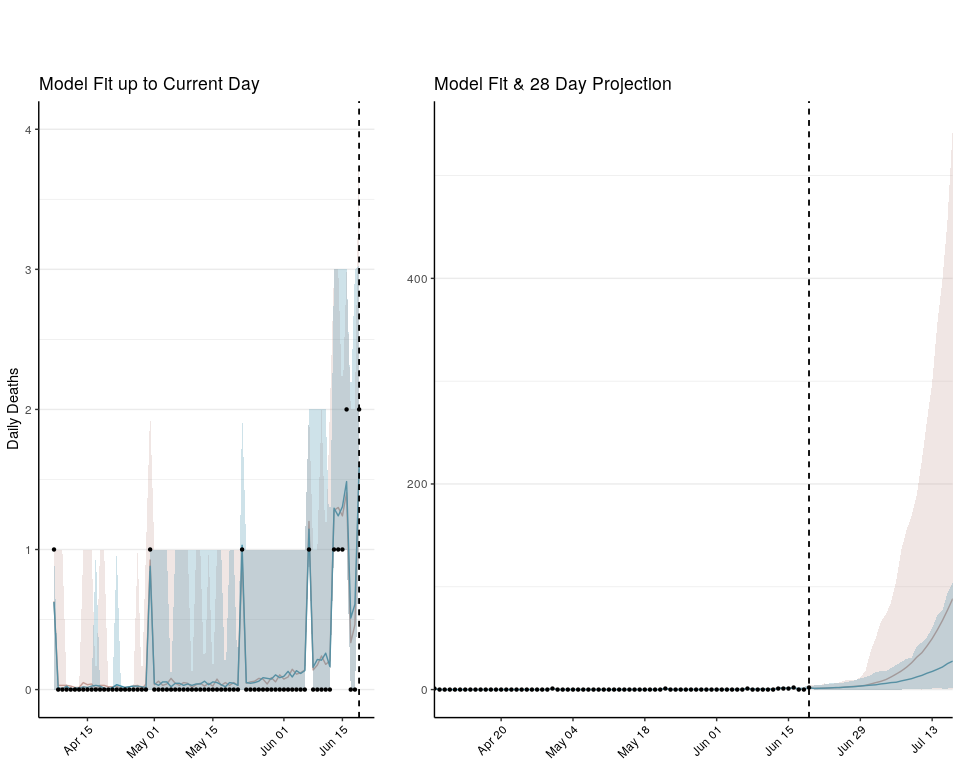 Model Fit up to Current Day
Model Fit & 28 Day Projection
Daily Deaths
4
3
2
1
0
Apr 15
May 01
May 15
Jun 01
Jun 15
400
200
0
Apr 20
May 04
May 18
Jun 01
Jun 15
Jun 29
Jul 13